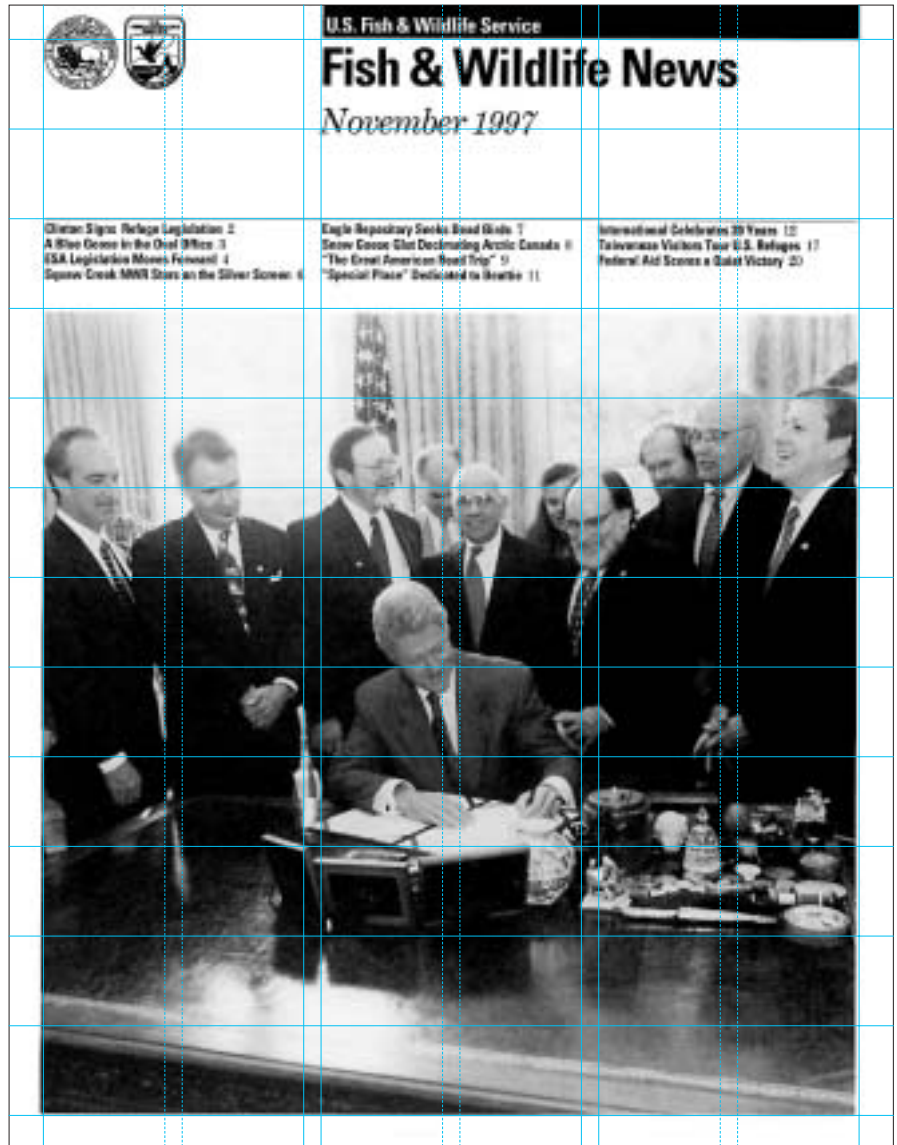 U.S. Fish & Wildlife Service
Fish & Wildlife News
November 1997
Clinton Signs Refuge Legislation 2
A Blue Goose in the Oval Office 3
ESA Legislation Moves Forward 4
Squaw Creek NWR Stars on the Silver Screen 6
Eagle Repository Seeks Dead Birds 7
Snow Goose Glut Decimating Arctic Canada 8
"The Great American Road Trip" 9
"Special Place" Dedicated to Beattie 11
International Celebrates 20 Years 12
Taiwanese Visitors Tour U.S. Refuges 17
Federal Aid Scores a Quiet Victory 20